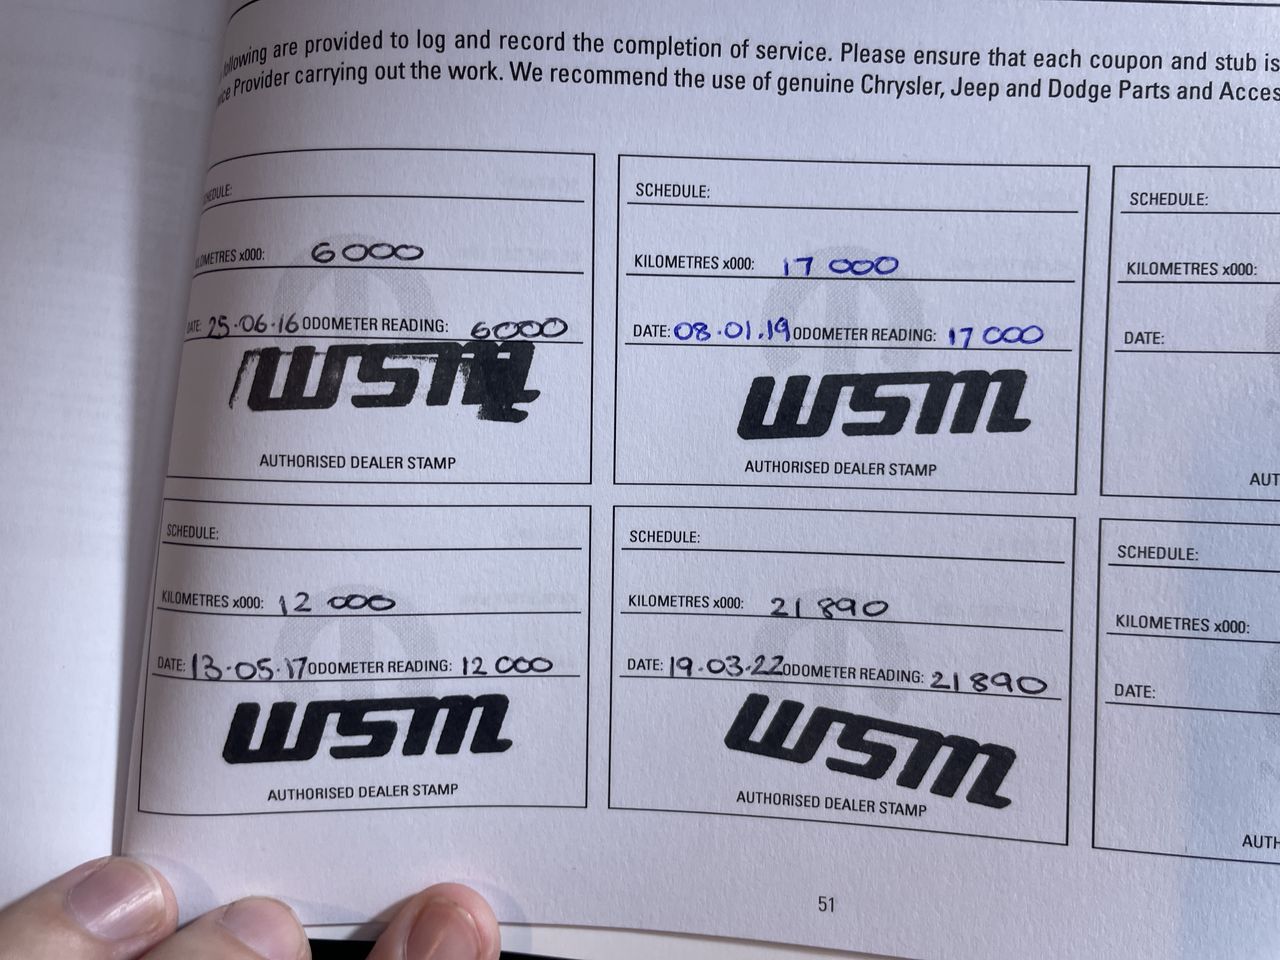 following are provided to log and record the completion of service. Please ensure that each coupon and stub is
Provider carrying out the work. We recommend the use of genuine Chrysler, Jeep and Dodge Parts and Acces
SCHEDULE:
KILOMETRES x000: 6000
DATE: 25.06.16 ODOMETER READING: 6000
WSM
AUTHORISED DEALER STAMP
SCHEDULE:
KILOMETRES x000: 17 000
DATE: 08.01.19 ODOMETER READING: 17 000
WSM
AUTHORISED DEALER STAMP
SCHEDULE:
KILOMETRES x000:
DATE:
AUT
SCHEDULE:
KILOMETRES x000: 12 000
DATE: 13.05.17 ODOMETER READING: 12 000
WSM
AUTHORISED DEALER STAMP
SCHEDULE:
KILOMETRES x000: 21 890
DATE: 19.03.22 ODOMETER READING: 21890
WSM
AUTHORISED DEALER STAMP
SCHEDULE:
KILOMETRES x000:
DATE:
AUTH
51